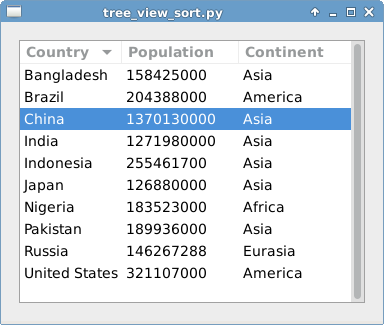 tree_view_sort.py
Country Population Continent
Bangladesh 158425000 Asia
Brazil 204388000 America
China 1370130000 Asia
India 1271980000 Asia
Indonesia 255461700 Asia
Japan 126880000 Asia
Nigeria 183523000 Africa
Pakistan 189936000 Asia
Russia 146267288 Eurasia
United States 321107000 America